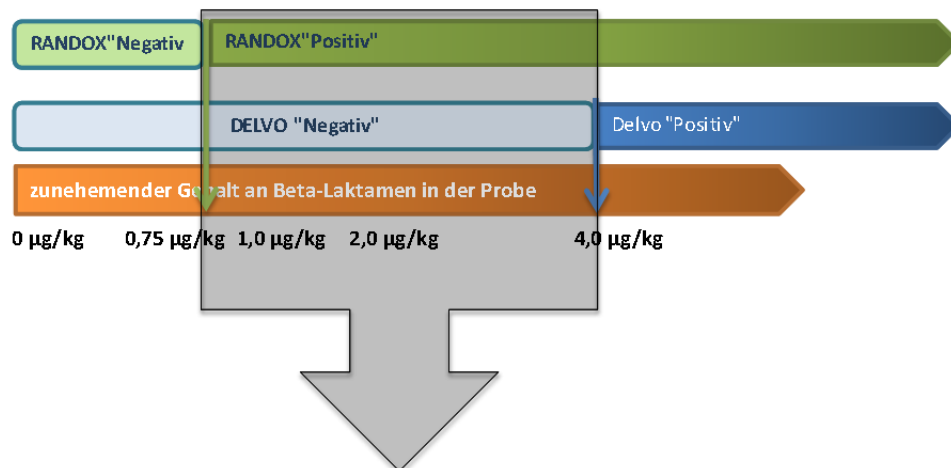 RANDOX"Negativ
RANDOX"Positiv"
DELVO "Negativ"
Delvo "Positiv"
zunehemender Gehalt an Beta-Laktamen in der Probe
0 µg/kg
0,75 µg/kg
1,0 µg/kg
2,0 µg/kg
4,0 µg/kg